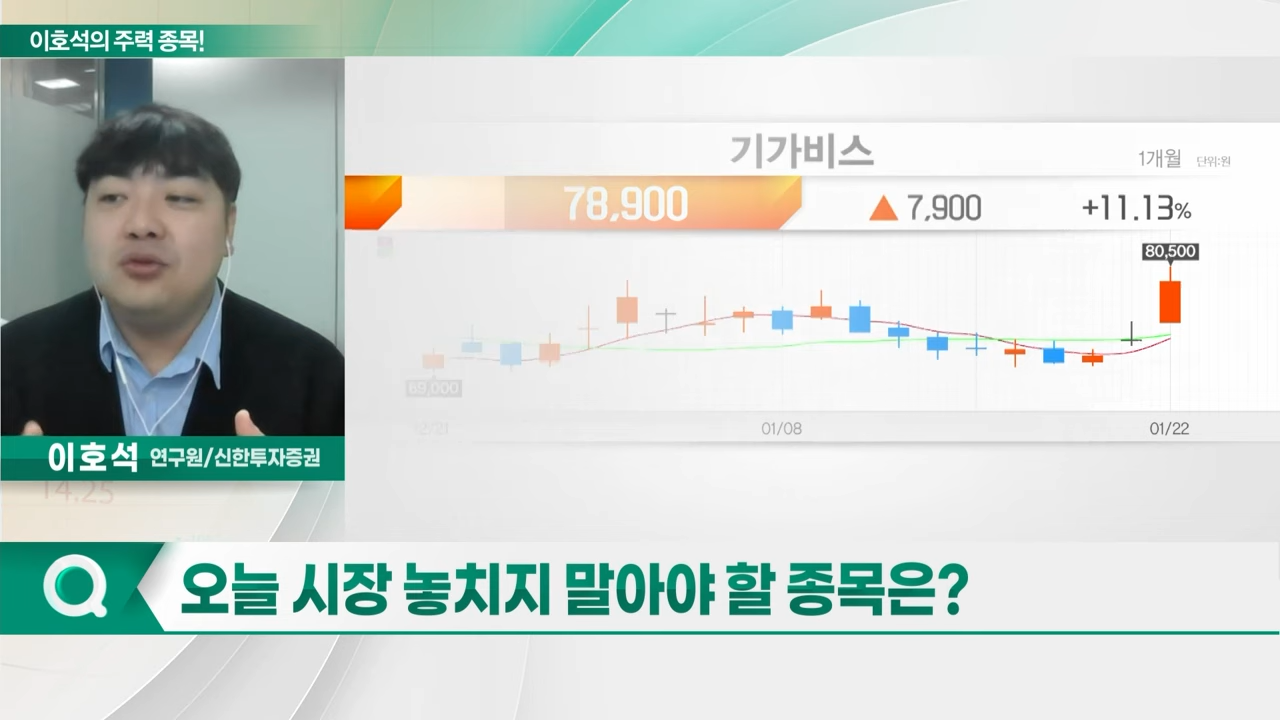 이호석의 주력 종목!
기가비스
1개월 단위:원
78,900 ▲ 7,900 +11.13%
80,500
69,000
01/08 01/22
이호석 연구원/신한투자증권
14.25
오늘 시장 놓치지 말아야 할 종목은?